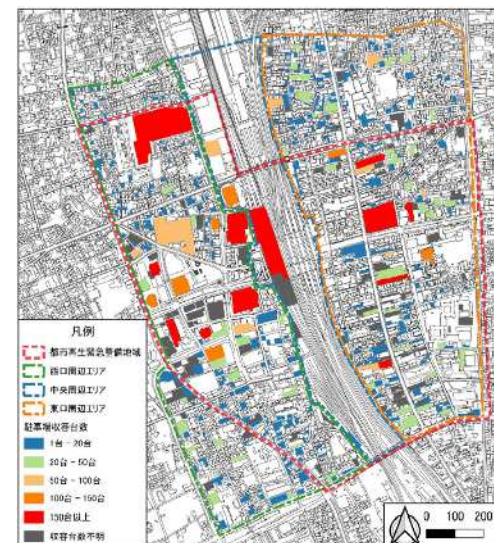 凡例
都市再生緊急整備地域
西口周辺エリア
中央周辺エリア
東口周辺エリア
駐車場収容台数
1台 - 20台
20台 - 50台
50台 - 100台
100台 - 150台
150台以上
収容台数不明
0 100 200